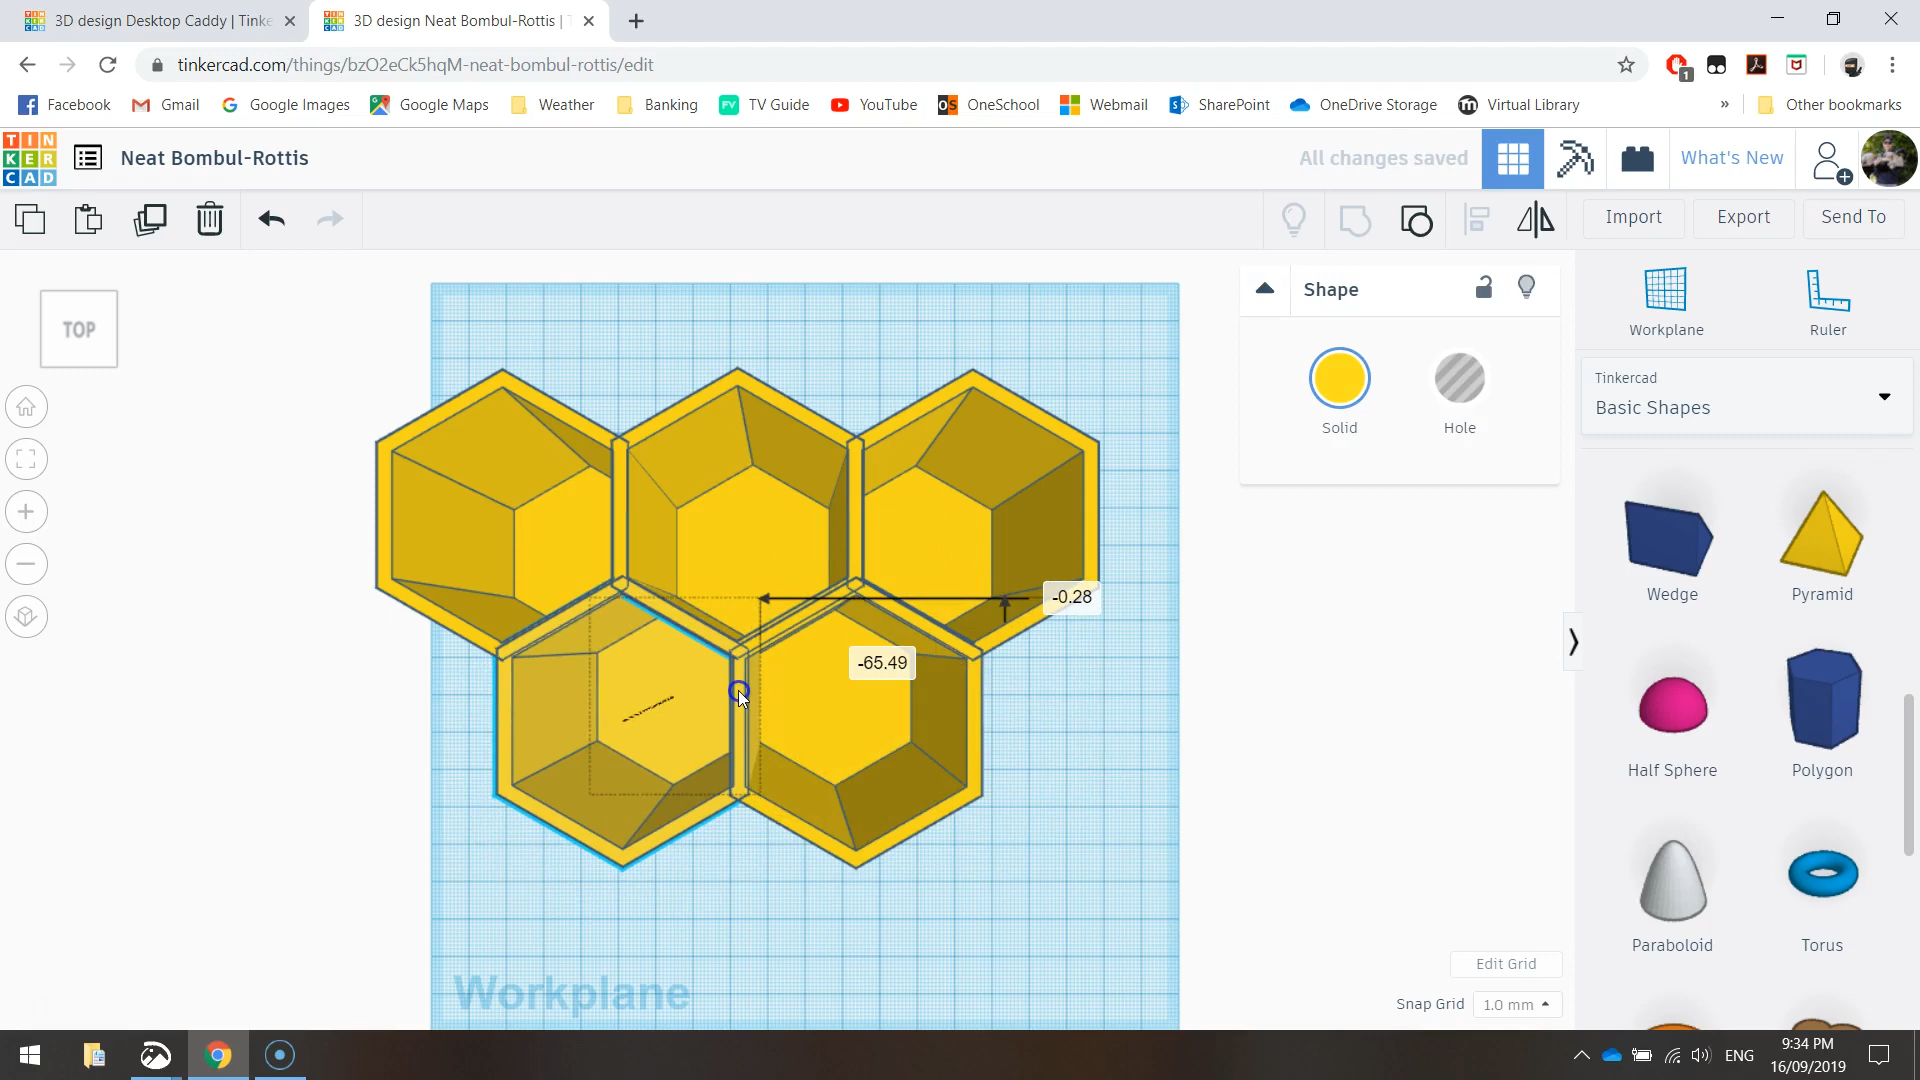 3D design Desktop Caddy | Tinke
3D design Neat Bombul-Rottis | T
tinkercad.com/things/bzO2eCk5hqM-neat-bombul-rottis/edit
1
Facebook Gmail Google Images Google Maps Weather Banking TV Guide YouTube OneSchool Webmail SharePoint OneDrive Storage Virtual Library » Other bookmarks
TIN
KER
CAD
Neat Bombul-Rottis
All changes saved
What's New
Import Export Send To
TOP
Shape
Solid Hole
Workplane Ruler
Tinkercad
Basic Shapes
-0.28
-65.49
Wedge Pyramid
Half Sphere Polygon
Paraboloid Torus
Workplane
Edit Grid
Snap Grid 1.0 mm
ENG
9:34 PM
16/09/2019